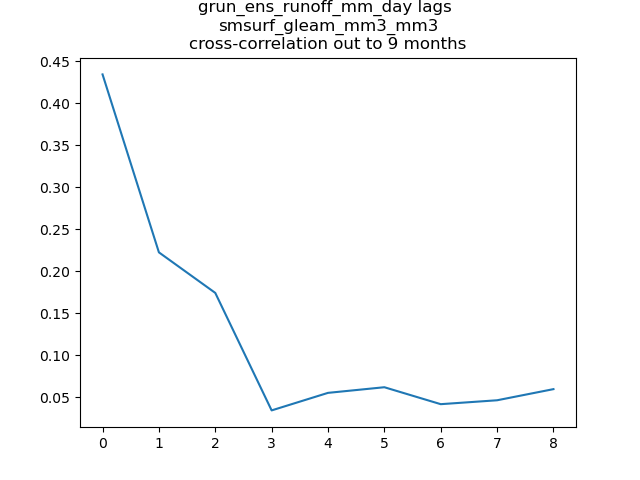 grun_ens_runoff_mm_day lags
smsurf_gleam_mm3_mm3
cross-correlation out to 9 months
0.45
0.40
0.35
0.30
0.25
0.20
0.15
0.10
0.05
0 1 2 3 4 5 6 7 8